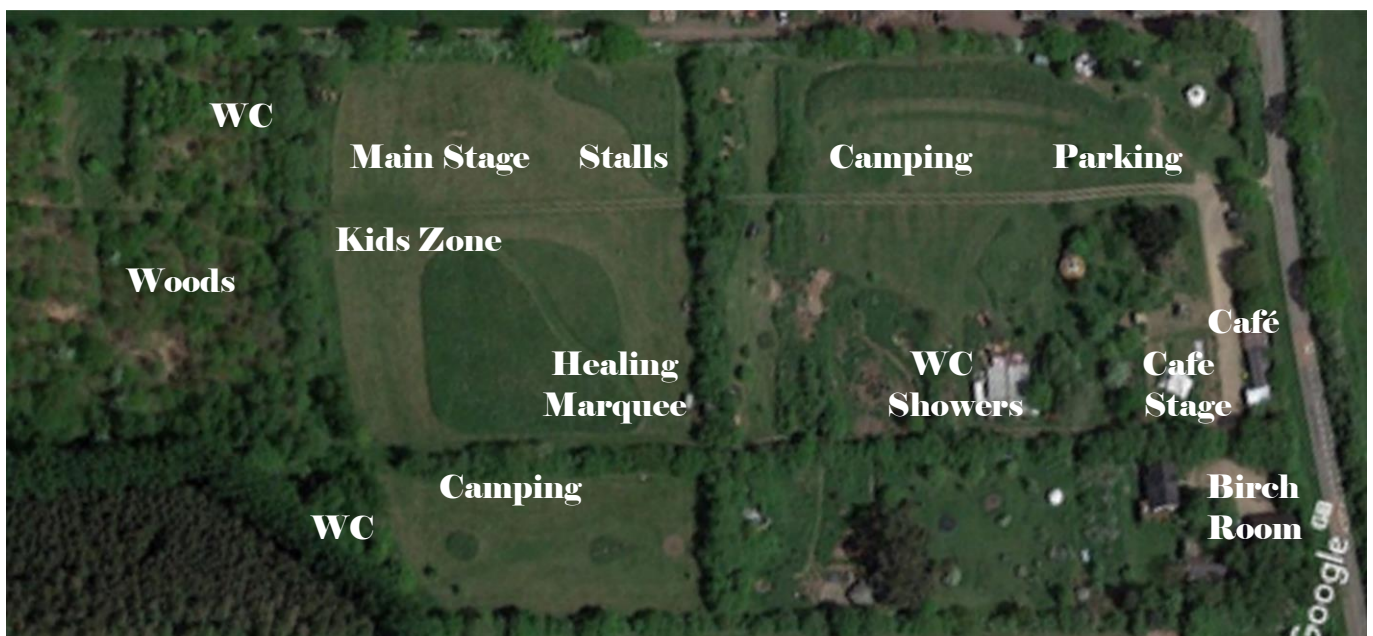 WC
Main Stage
Stalls
Camping
Parking
Kids Zone
Woods
Café
Healing
Marquee
WC
Showers
Cafe
Stage
Camping
WC
Birch
Room
Google
GB